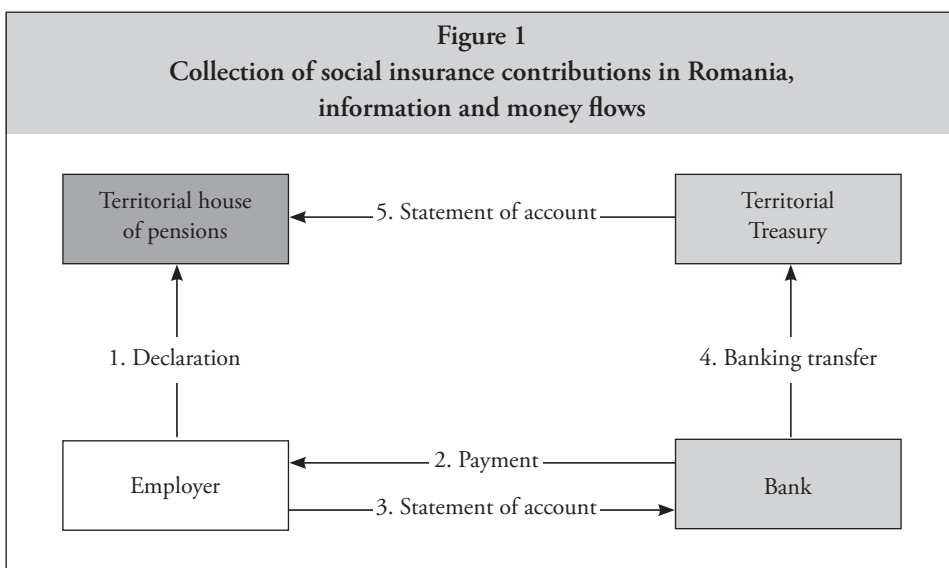 Figure 1
Collection of social insurance contributions in Romania,
information and money flows
Territorial house
of pensions
5. Statement of account
Territorial
Treasury
1. Declaration
4. Banking transfer
Employer
2. Payment
3. Statement of account
Bank